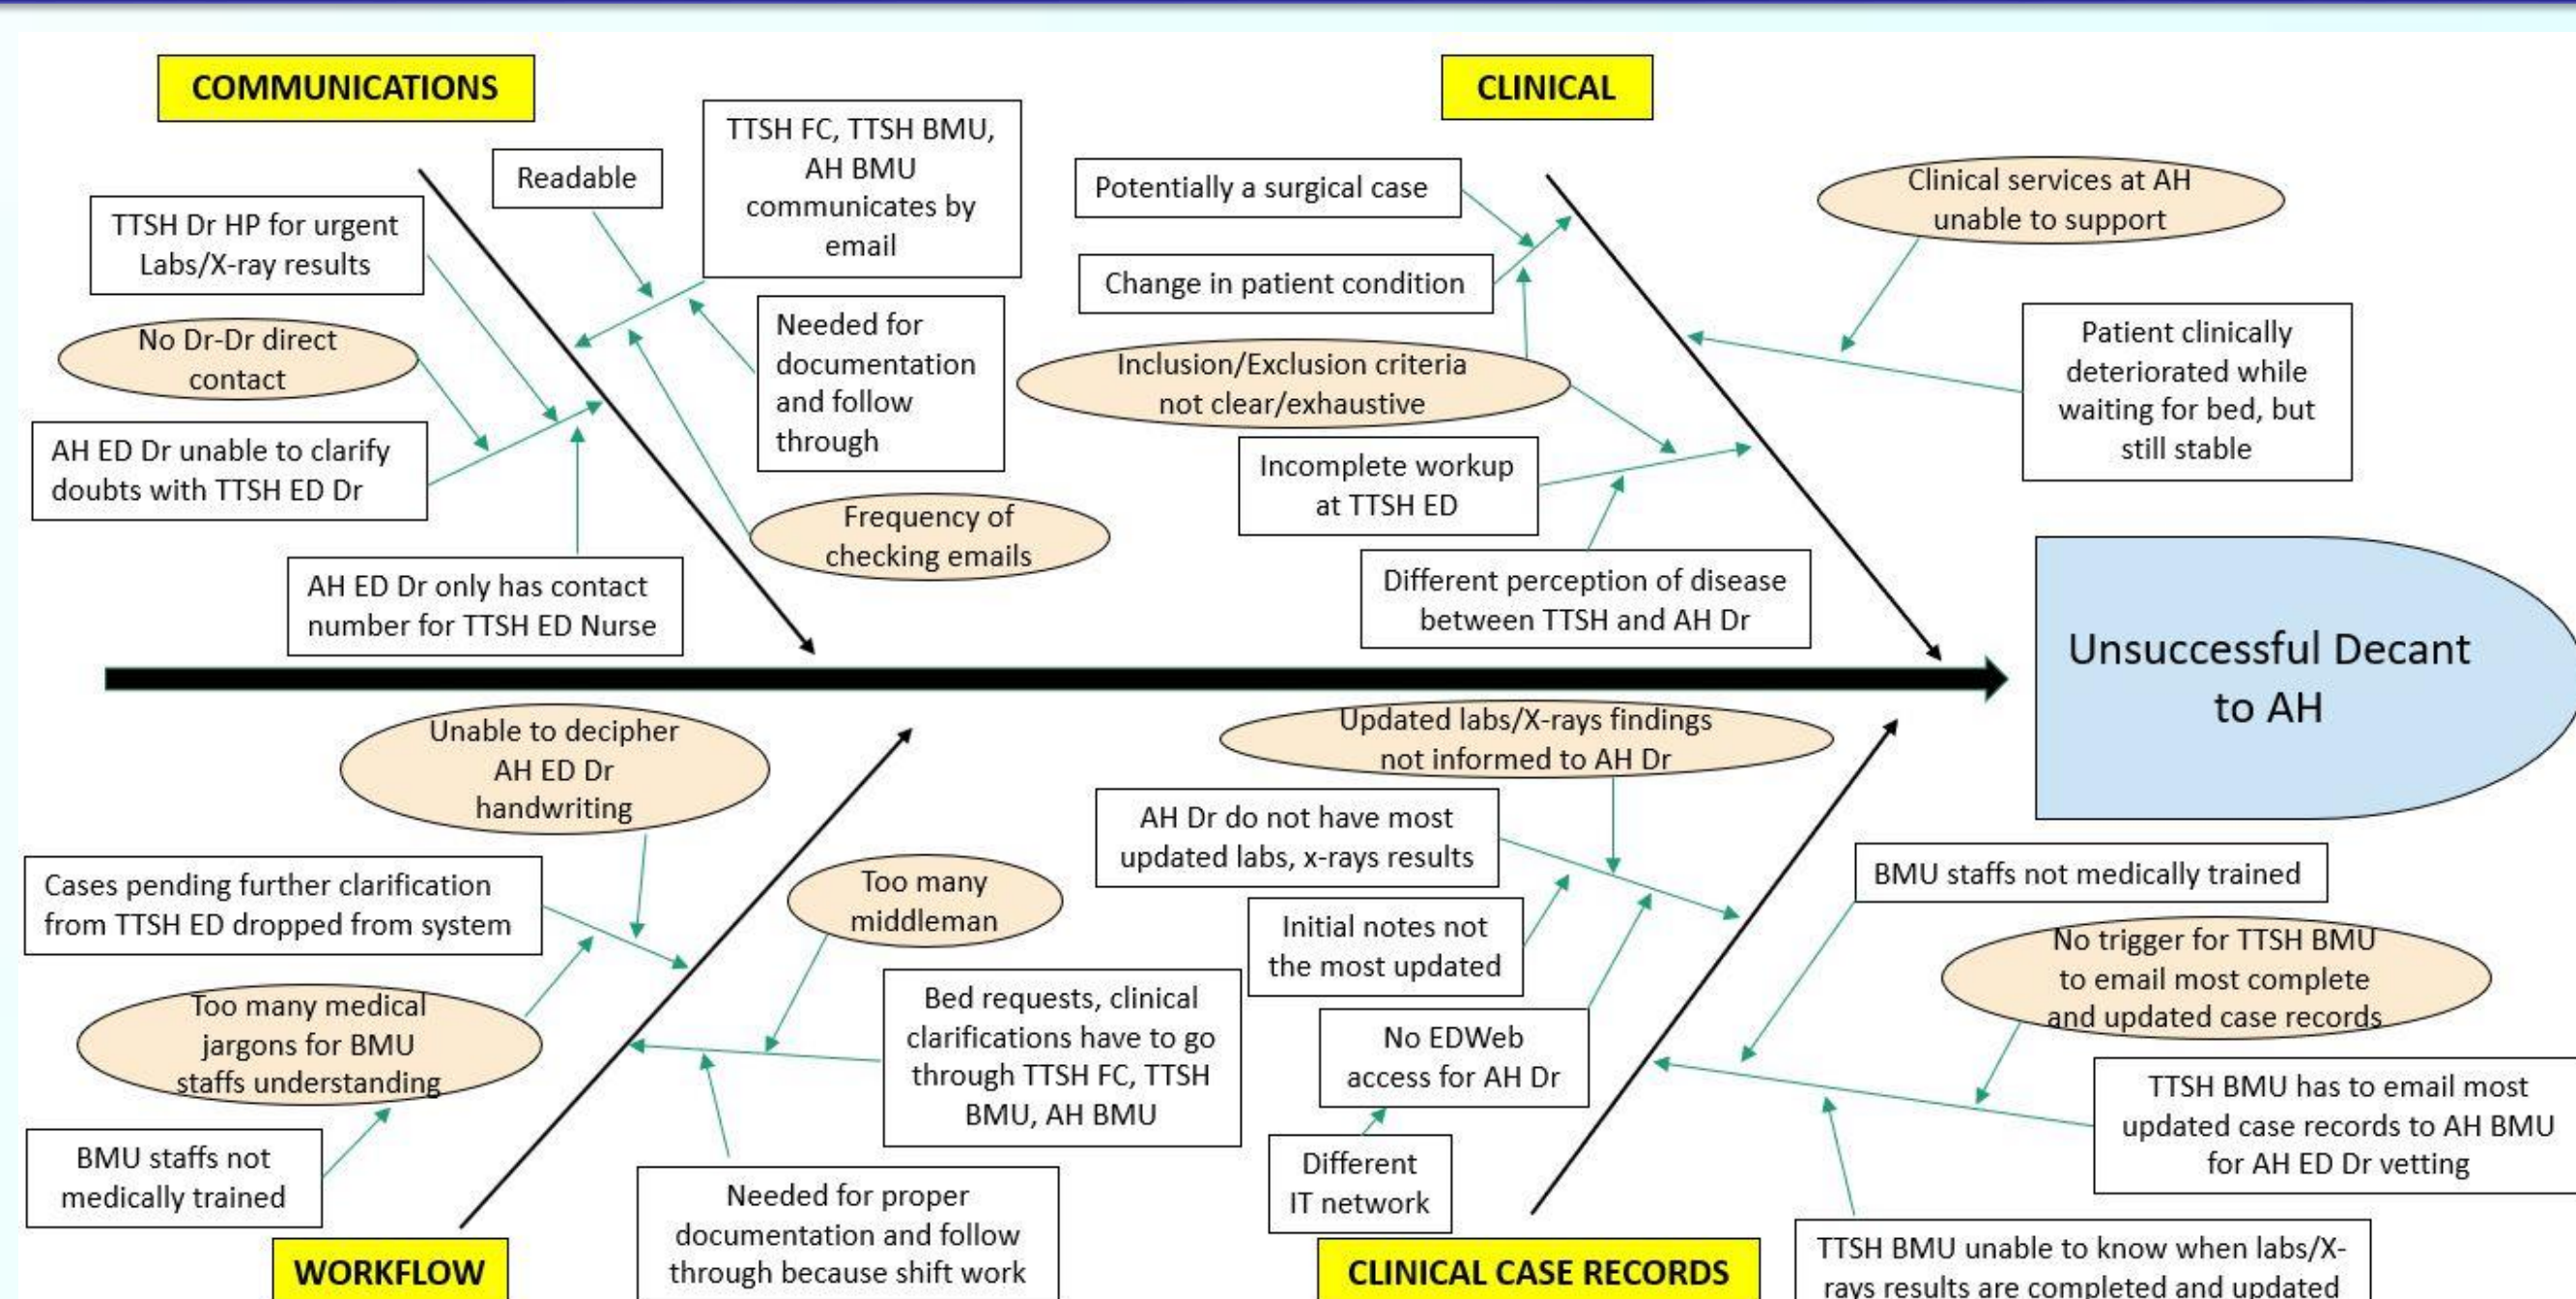 COMMUNICATIONS
TTSH FC, TTSH BMU,
AH BMU
communicates by
email
Readable
TTSH Dr HP for urgent
Labs/X-ray results
No Dr-Dr direct
contact
Needed for
documentation
and follow
through
AH ED Dr unable to clarify
doubts with TTSH ED Dr
Frequency of
checking emails
AH ED Dr only has contact
number for TTSH ED Nurse
CLINICAL
Potentially a surgical case
Clinical services at AH
unable to support
Change in patient condition
Patient clinically
deteriorated while
waiting for bed, but
still stable
Inclusion/Exclusion criteria
not clear/exhaustive
Incomplete workup
at TTSH ED
Different perception of disease
between TTSH and AH Dr
Unsuccessful Decant
to AH
Unable to decipher
AH ED Dr
handwriting
Cases pending further clarification
from TTSH ED dropped from system
Too many
middleman
Too many medical
jargons for BMU
staffs understanding
Bed requests, clinical
clarifications have to go
through TTSH FC, TTSH
BMU, AH BMU
BMU staffs not
medically trained
Needed for proper
documentation and follow
through because shift work
WORKFLOW
Updated labs/X-rays findings
not informed to AH Dr
AH Dr do not have most
updated labs, x-rays results
BMU staffs not medically trained
Initial notes not
the most updated
No trigger for TTSH BMU
to email most complete
and updated case records
No EDWeb
access for AH Dr
TTSH BMU has to email most
updated case records to AH BMU
for AH ED Dr vetting
Different
IT network
CLINICAL CASE RECORDS
TTSH BMU unable to know when labs/X-
rays results are completed and updated